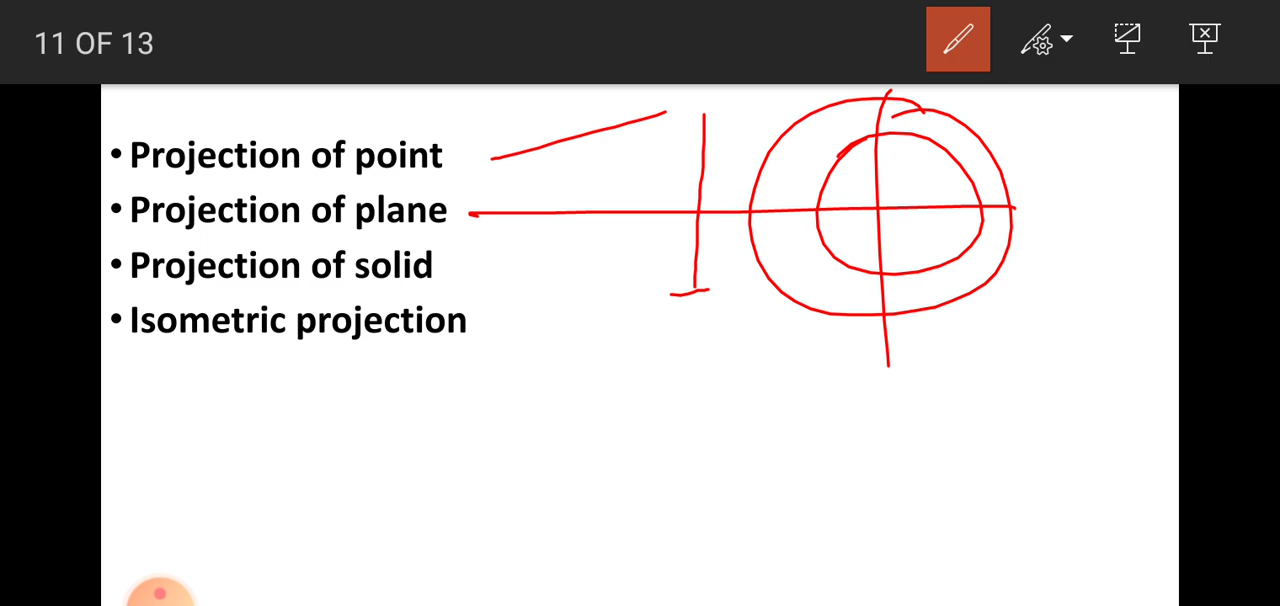 11 OF 13
• Projection of point
• Projection of plane
• Projection of solid
• Isometric projection